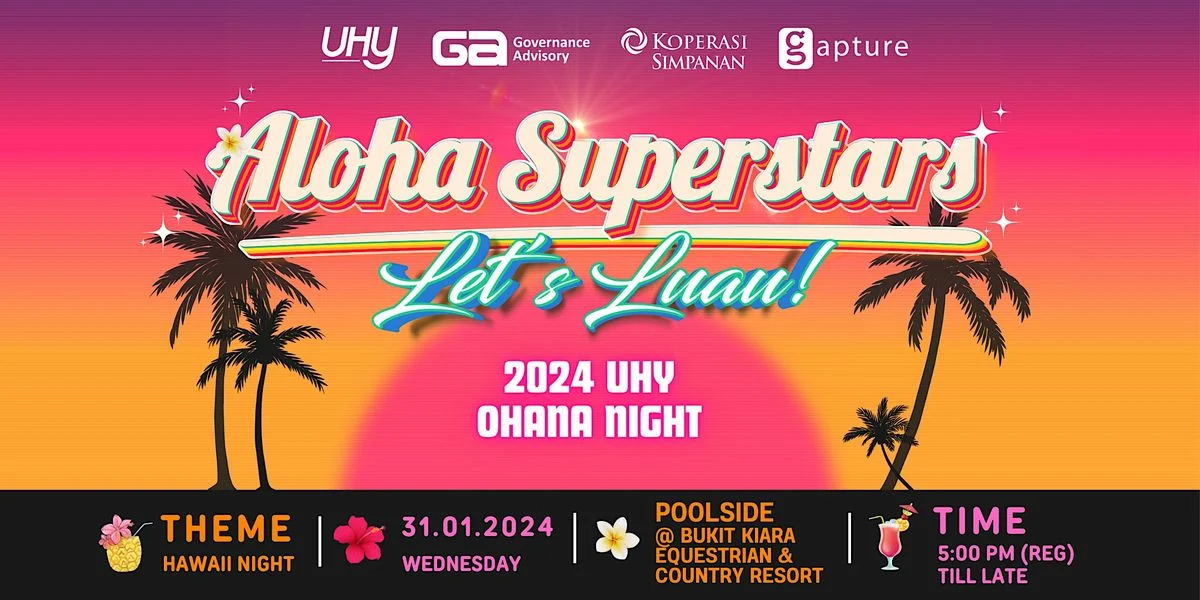 UHY
GA Governance
Advisory
KOPERASI
SIMPANAN
gapture
Aloha Superstars
Let's Luau!
2024 UHY
OHANA NIGHT
THEME
HAWAII NIGHT
31.01.2024
WEDNESDAY
POOLSIDE
@ BUKIT KIARA
EQUESTRIAN &
COUNTRY RESORT
TIME
5:00 PM (REG)
TILL LATE